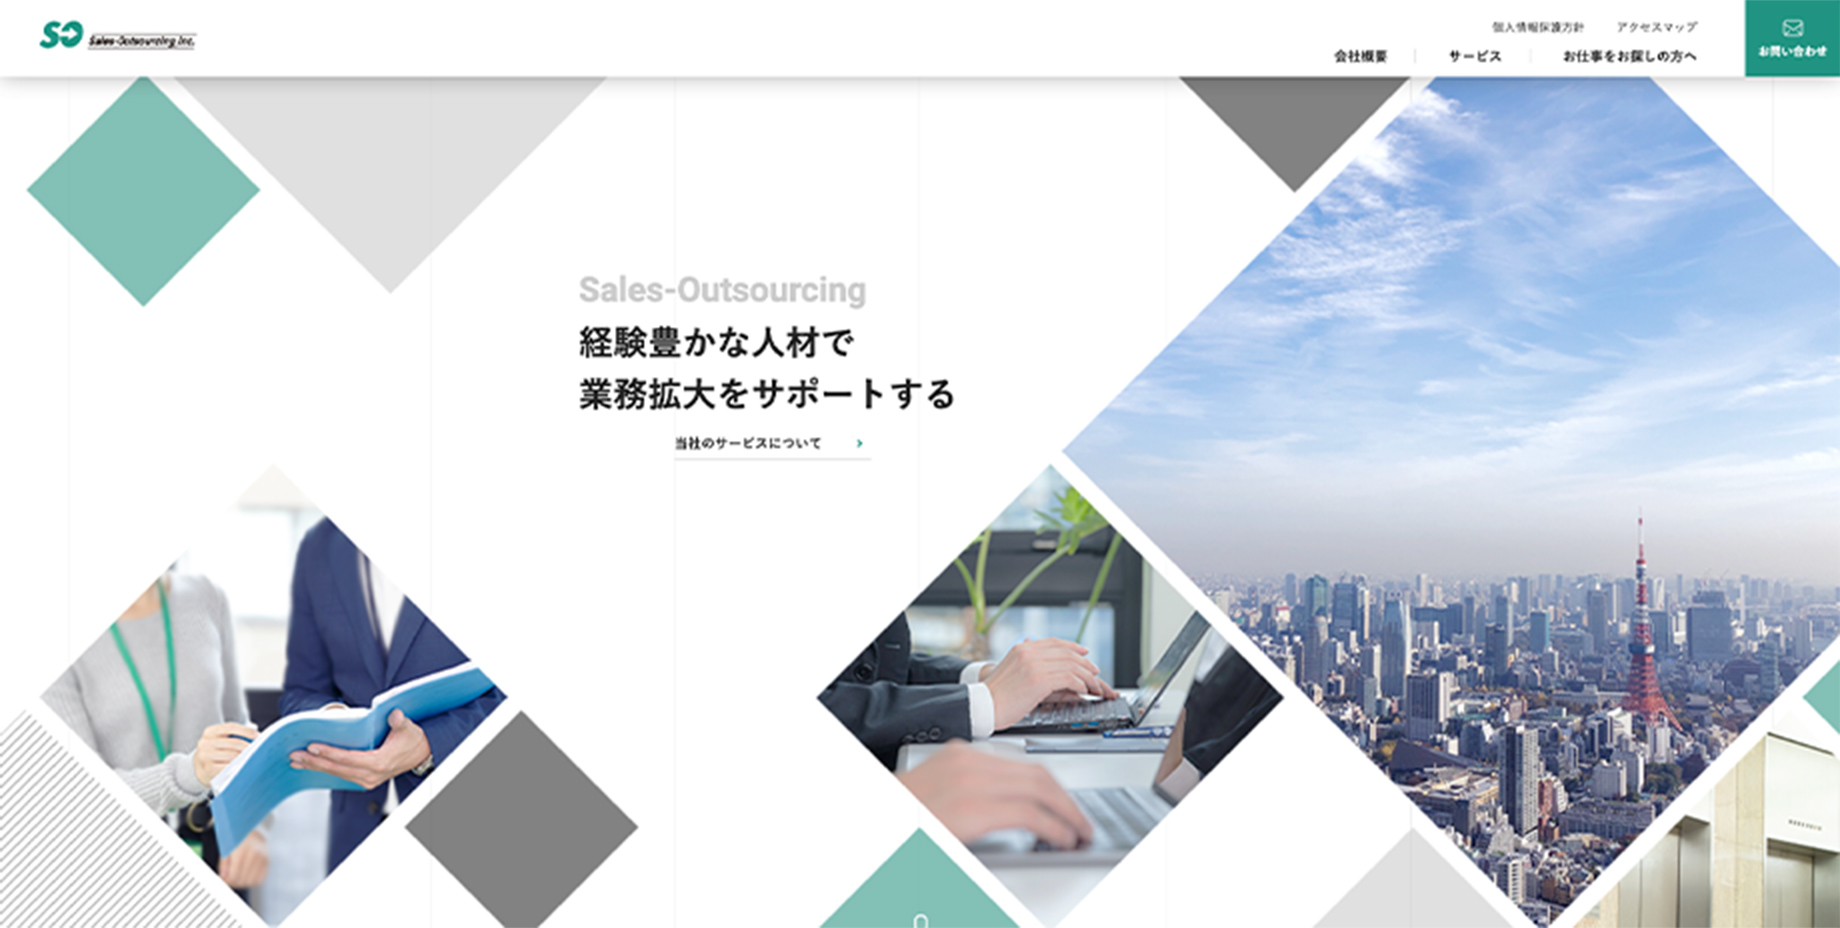 SO Sales-Outsourcing Inc.
個人情報保護方針 アクセスマップ
会社概要 サービス お仕事をお探しの方へ
お問い合わせ
Sales-Outsourcing
経験豊かな人材で
業務拡大をサポートする
当社のサービスについて